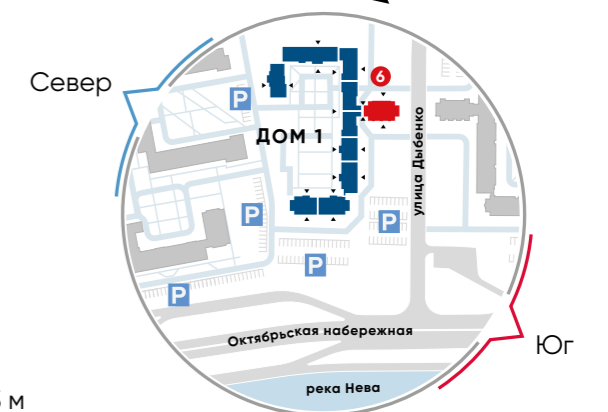 Север
6
P
ДОМ 1
улица Дыбенко
P
P
P
P
Октябрьская набережная
Юг
река Нева
м